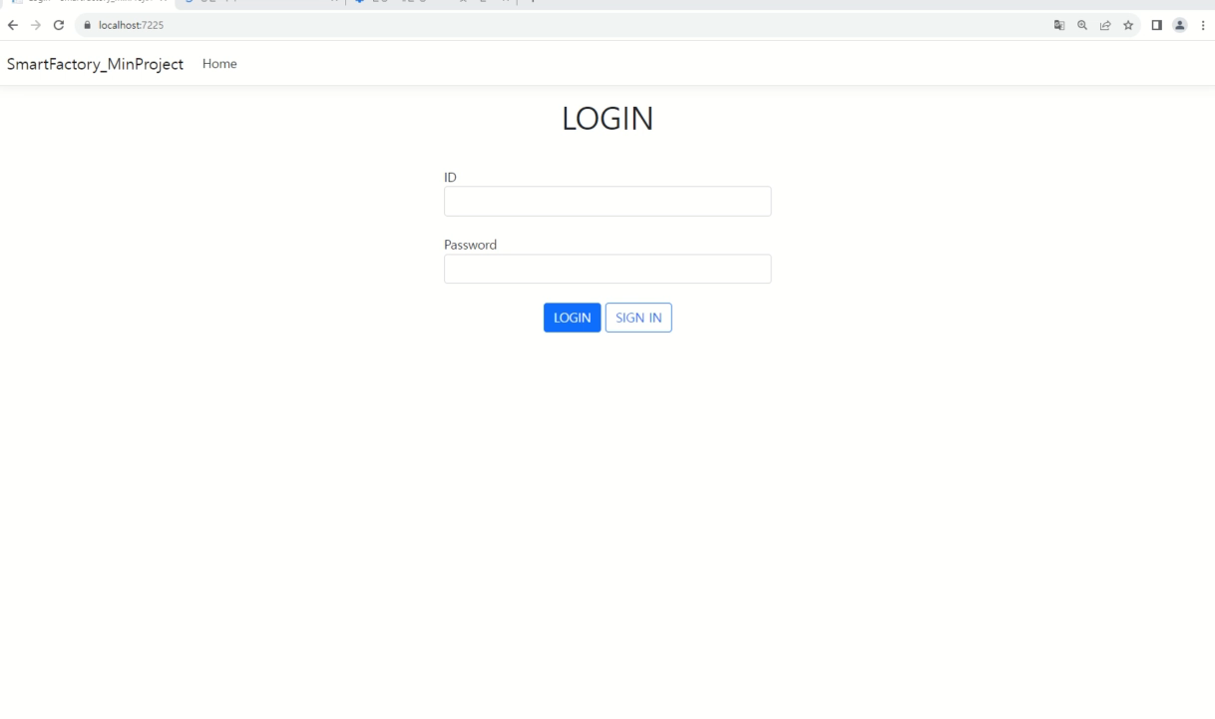 localhost:7225
SmartFactory_MinProject Home
LOGIN
ID
Password
LOGIN SIGN IN